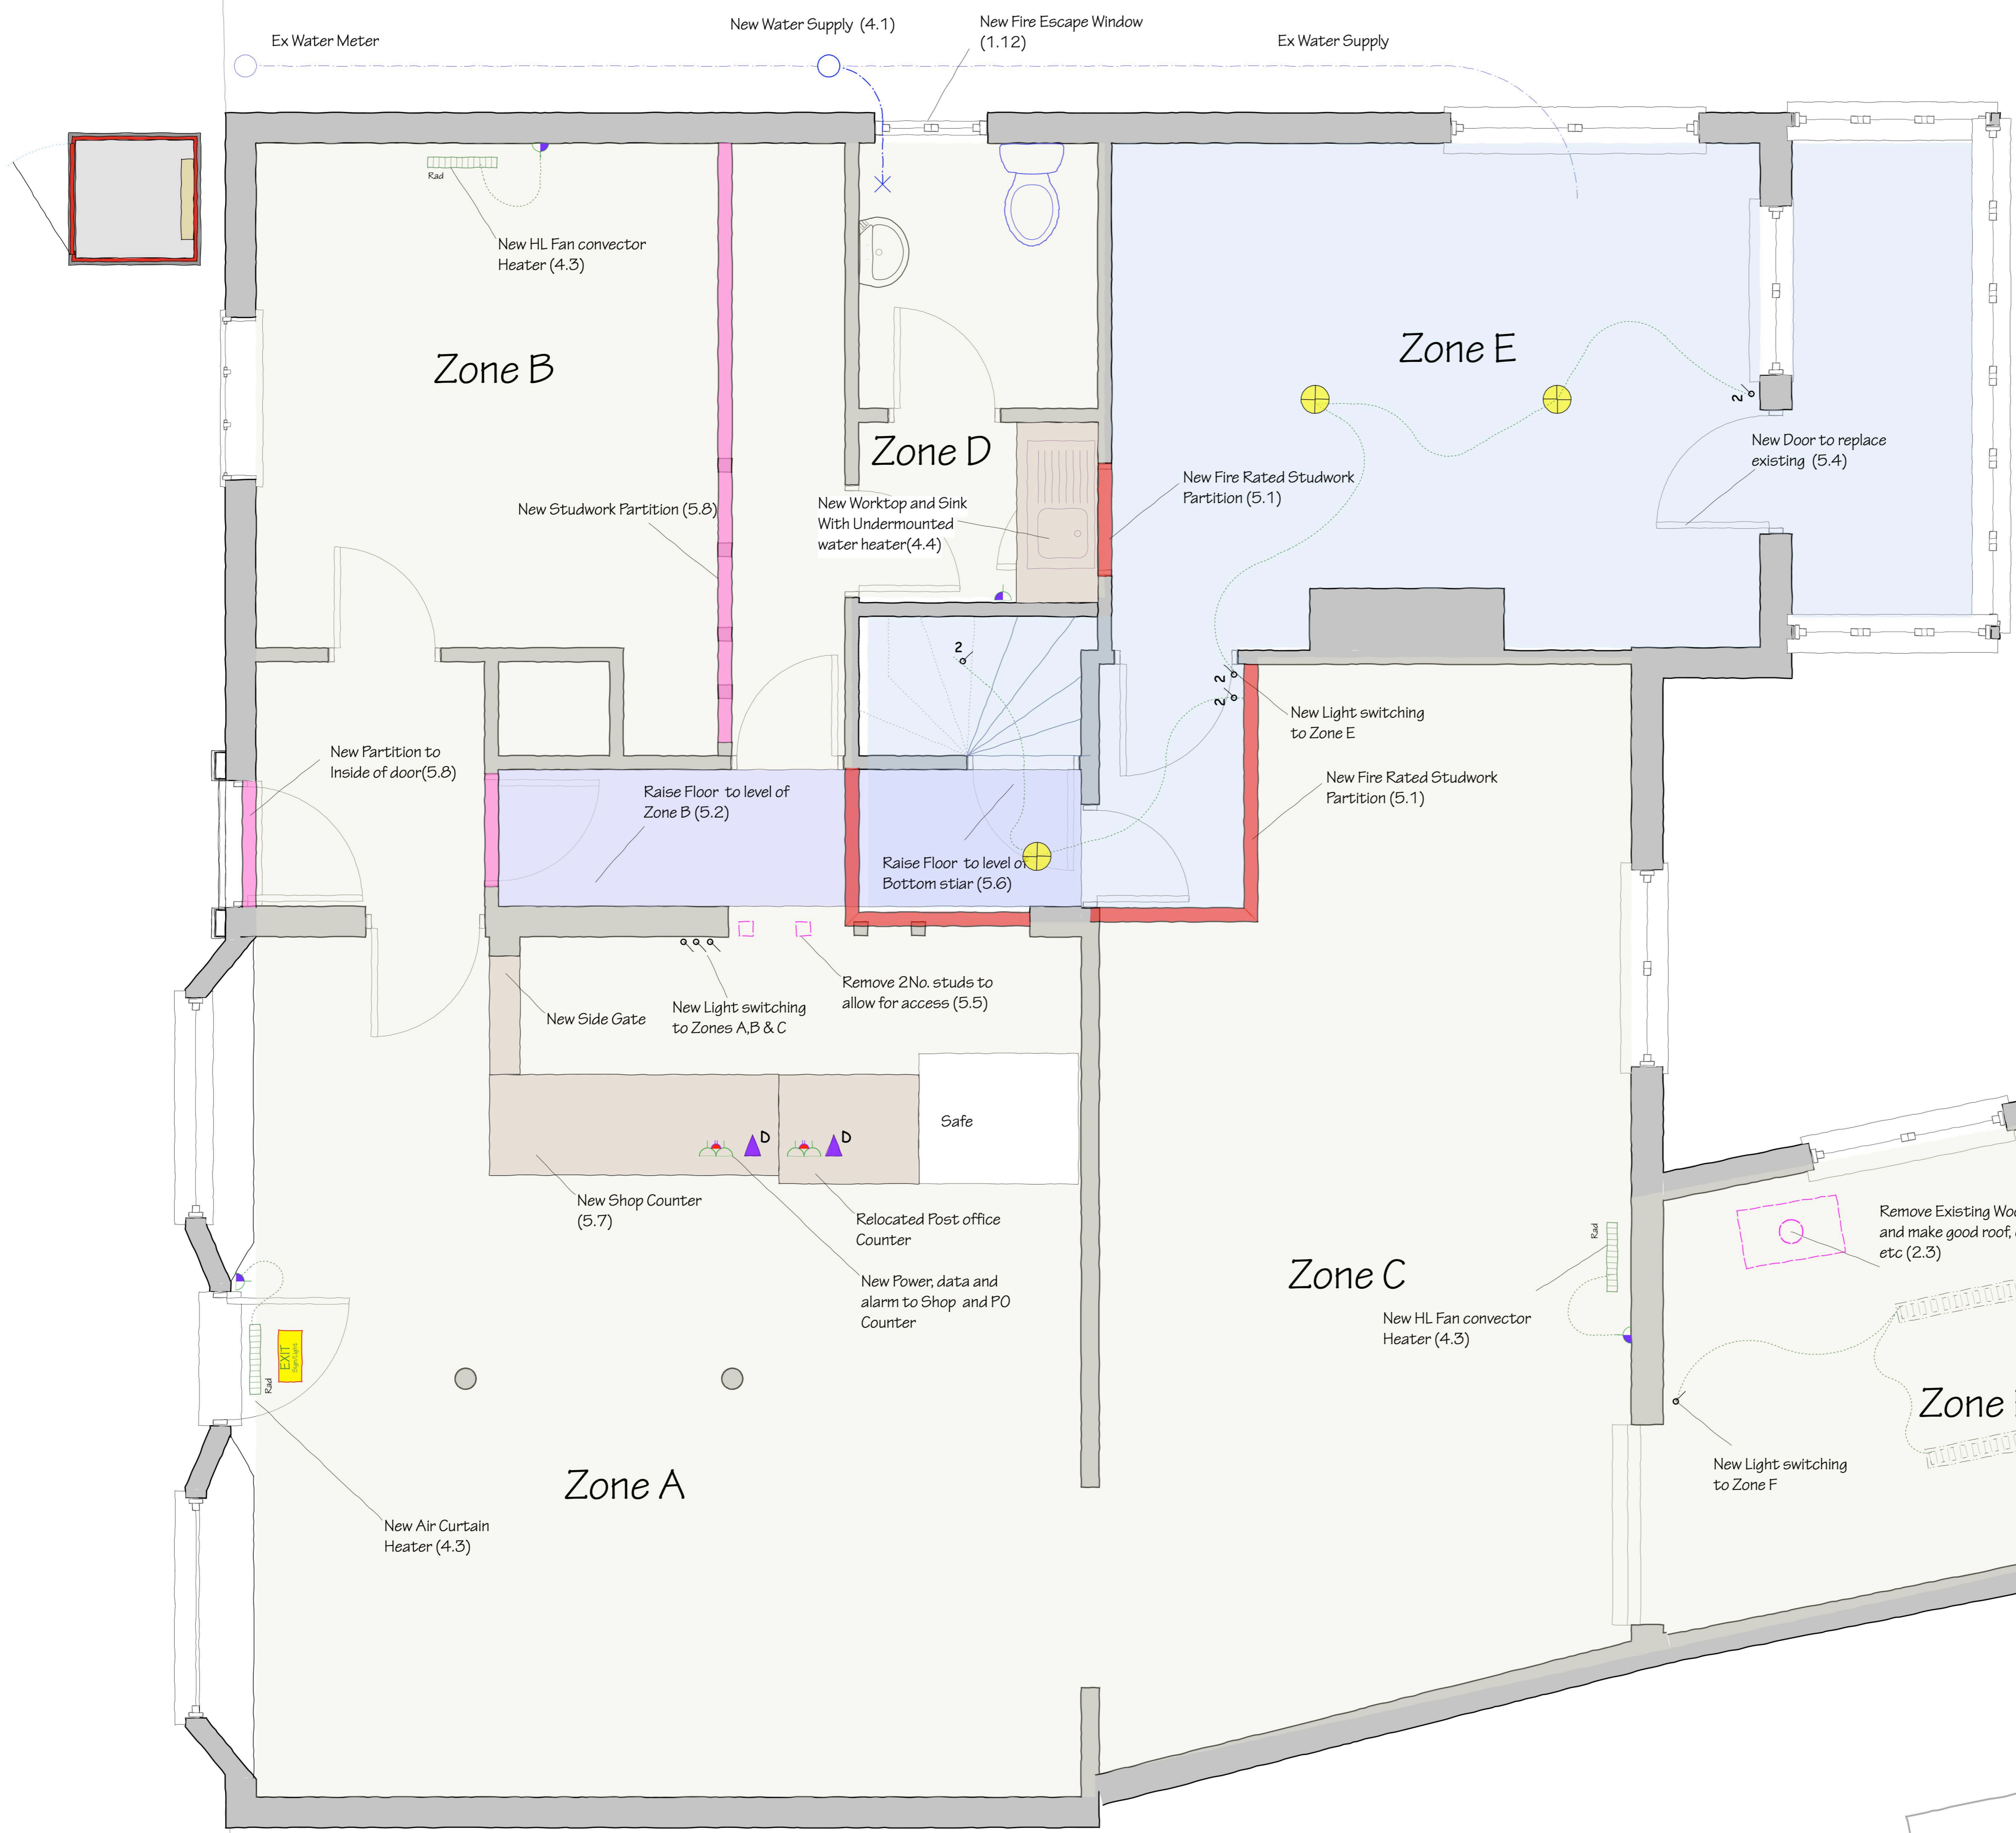 Ex Water Meter
New Water Supply (4.1)
New Fire Escape Window
(1.12)
Ex Water Supply
Rad
New HL Fan convector
Heater (4.3)
Zone B
Zone E
2
New Door to replace
existing (5.4)
Zone D
New Fire Rated Studwork
Partition (5.1)
New Studwork Partition (5.8)
New Worktop and Sink
With Undermounted
water heater(4.4)
2
2
2
New Light switching
to Zone E
New Partition to
Inside of door(5.8)
Raise Floor to level of
Zone B (5.2)
New Fire Rated Studwork
Partition (5.1)
Raise Floor to level of
Bottom stiar (5.6)
Remove 2No. studs to
allow for access (5.5)
New Side Gate
New Light switching
to Zones A,B & C
Safe
D
D
New Shop Counter
(5.7)
Relocated Post office
Counter
New Power, data and
alarm to Shop and PO
Counter
Remove Existing
and make good roof,
etc (2.3)
Rad
Zone C
New HL Fan convector
Heater (4.3)
EXIT
Rad
Zone
Zone A
New Light switching
to Zone F
New Air Curtain
Heater (4.3)